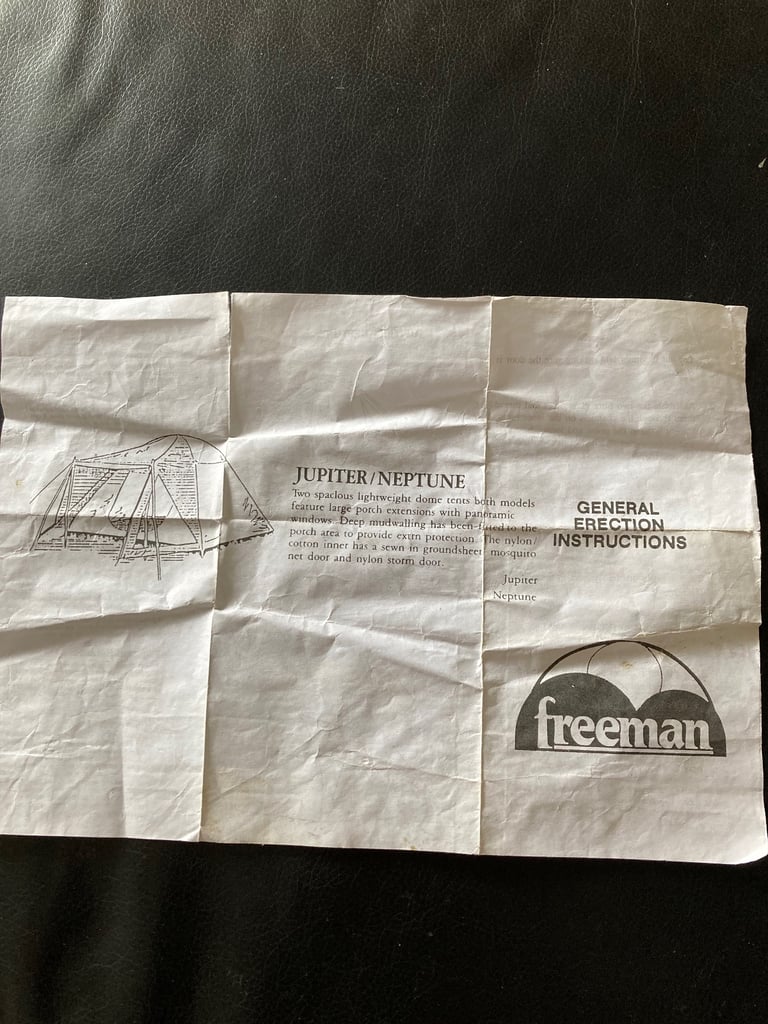 JUPITER/NEPTUNE
Two spacious lightweight dome tents both models
feature large porch extensions with panoramic
windows. Deep mudwalling has been fitted to the
porch area to provide extrn protection. The nylon/
cotton inner has a sewn in groundsheet mosquito
net door and nylon storm door.
Jupiter
Neptune
GENERAL
ERECTION
INSTRUCTIONS
freeman